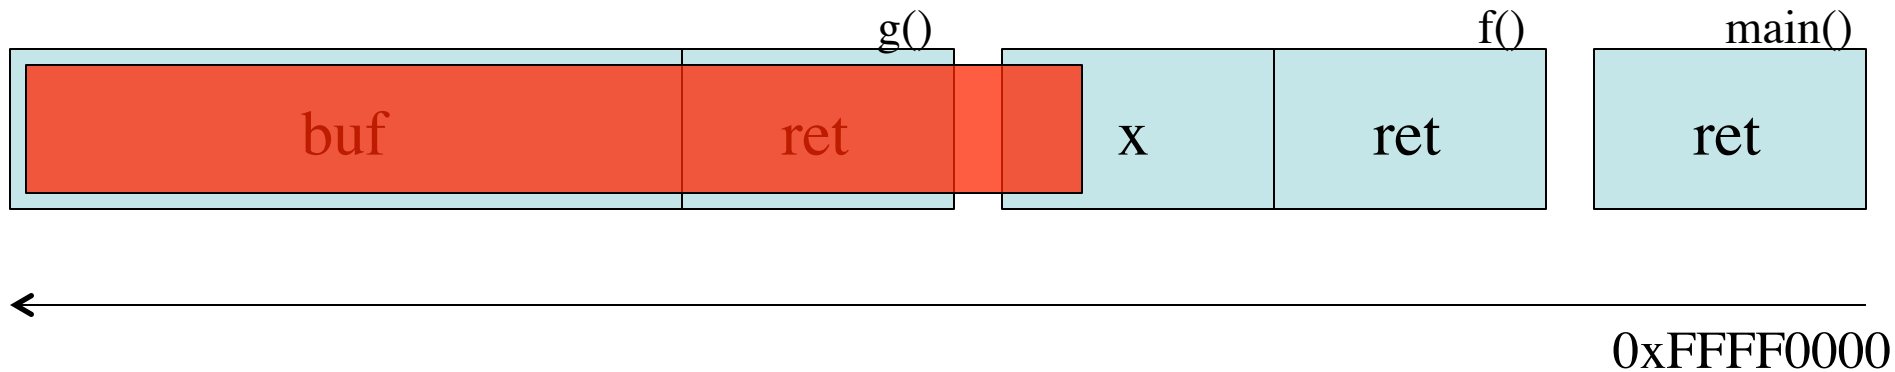 g() f() main()
buf ret x ret ret
0xFFFF0000